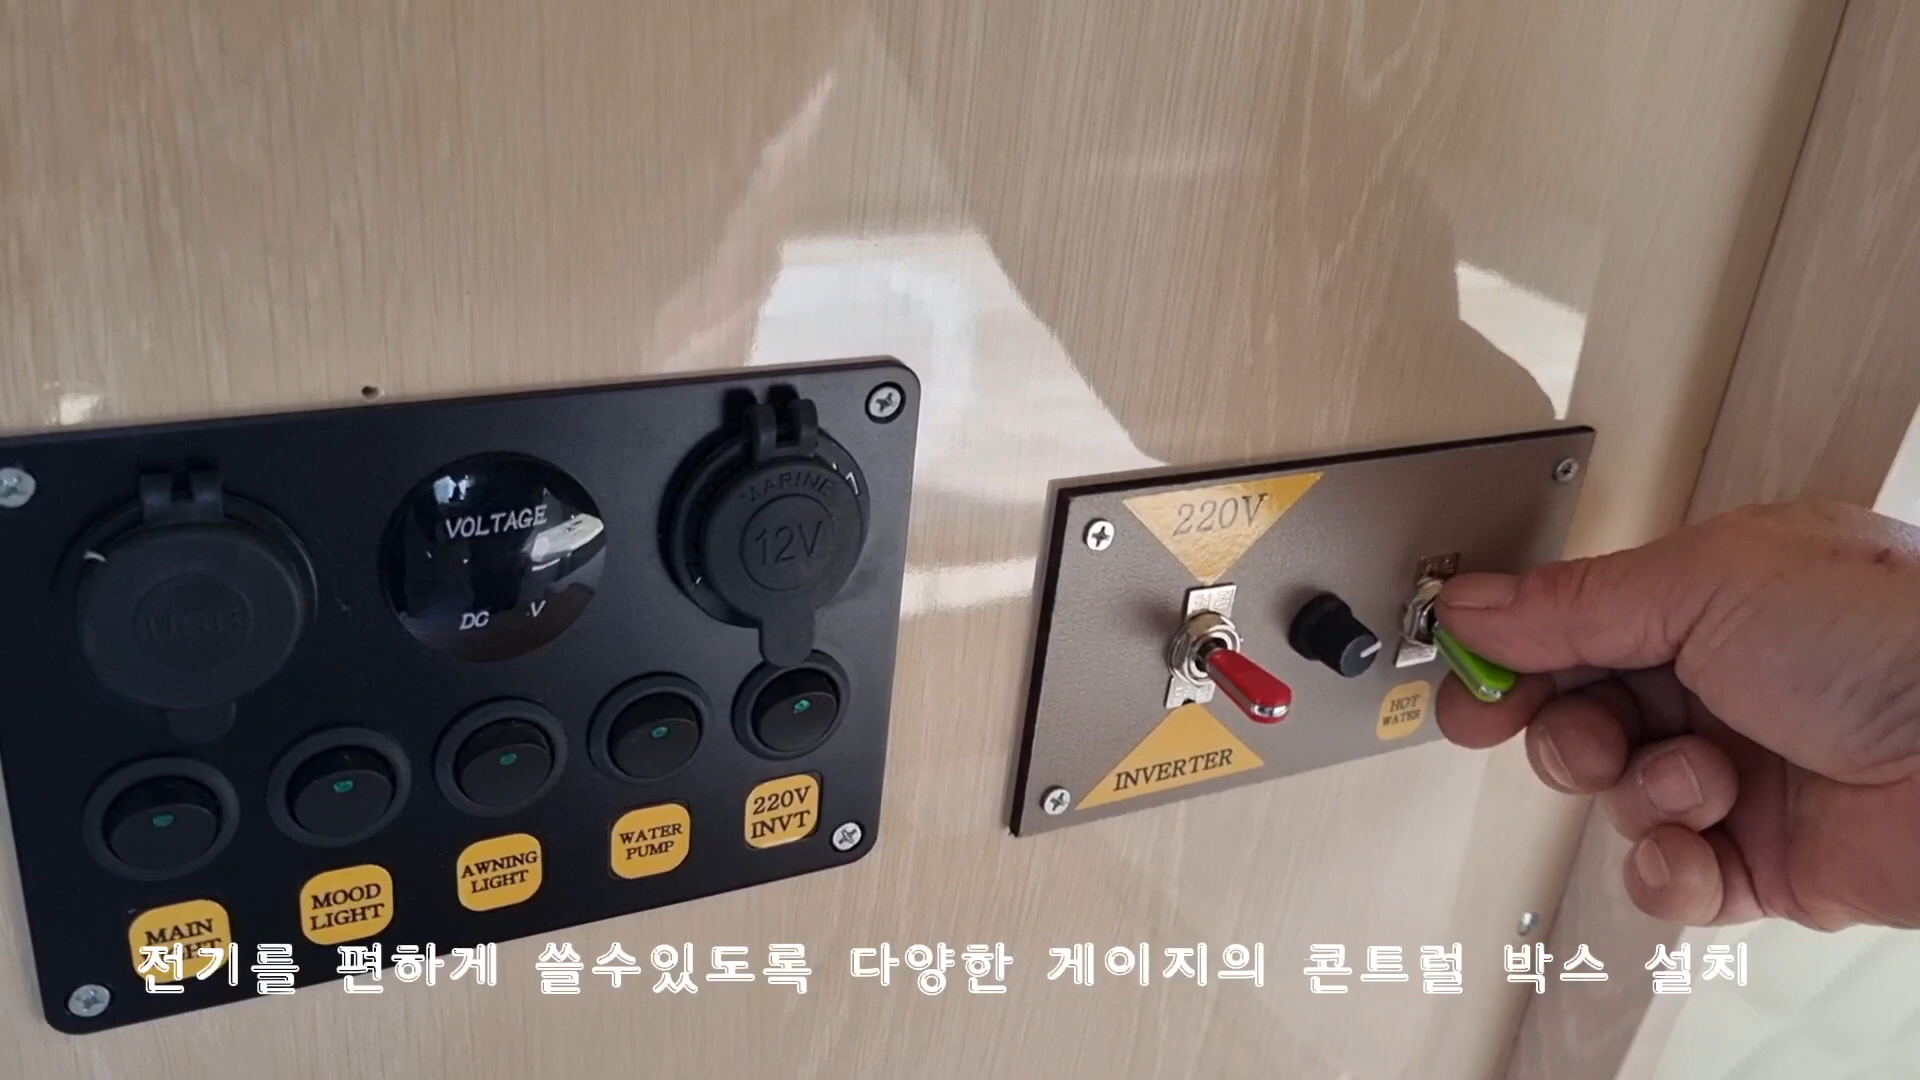 USB
VOLTAGE
DC V
MARINE
12V
MAIN
MOOD
LIGHT
AWNING
LIGHT
WATER
PUMP
220V
INVT
220V
INVERTER
HOT
WATER
전기를 편하게 쓸수있도록 다양한 게이지의 콘트럴 박스 설치